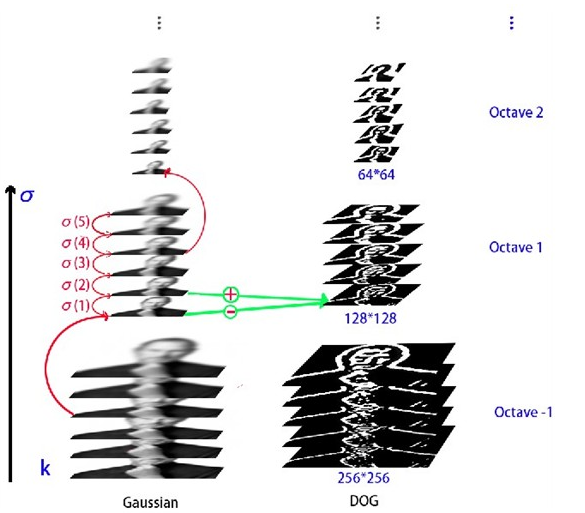 ⋮ ⋮ ⋮
Octave 2
64*64
σ
σ(5)
σ(4)
σ(3)
σ(2)
σ(1)
+
−
Octave 1
128*128
Octave -1
k
256*256
Gaussian
DOG